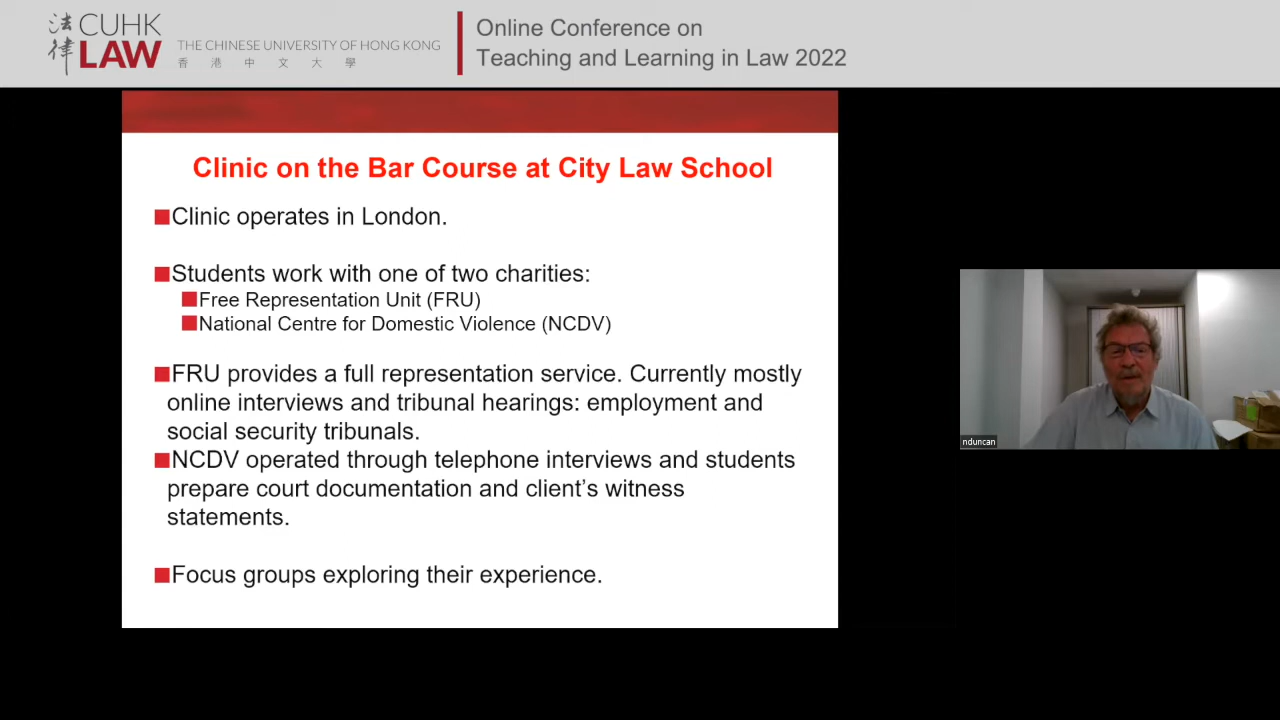 法律
CUHK
LAW
THE CHINESE UNIVERSITY OF HONG KONG
香港中文大學
Online Conference on
Teaching and Learning in Law 2022
Clinic on the Bar Course at City Law School
Clinic operates in London.
Students work with one of two charities:
Free Representation Unit (FRU)
National Centre for Domestic Violence (NCDV)
FRU provides a full representation service. Currently mostly
online interviews and tribunal hearings: employment and
social security tribunals.
NCDV operated through telephone interviews and students
prepare court documentation and client’s witness
statements.
Focus groups exploring their experience.
nduncan